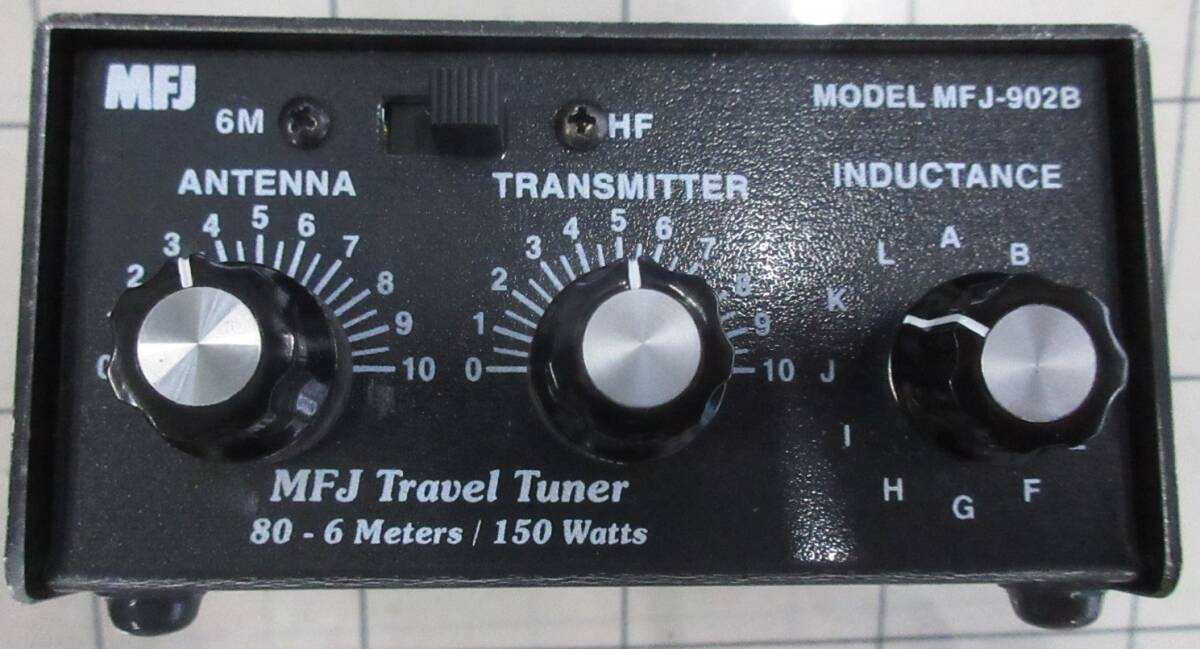 MFJ
MODEL MFJ-902B
6M HF
ANTENNA
0 2 3 4 5 6 7 8 9 10
TRANSMITTER
0 1 2 3 4 5 6 7 8 9 10
INDUCTANCE
A B F G H I J K L
MFJ Travel Tuner
80 - 6 Meters / 150 Watts